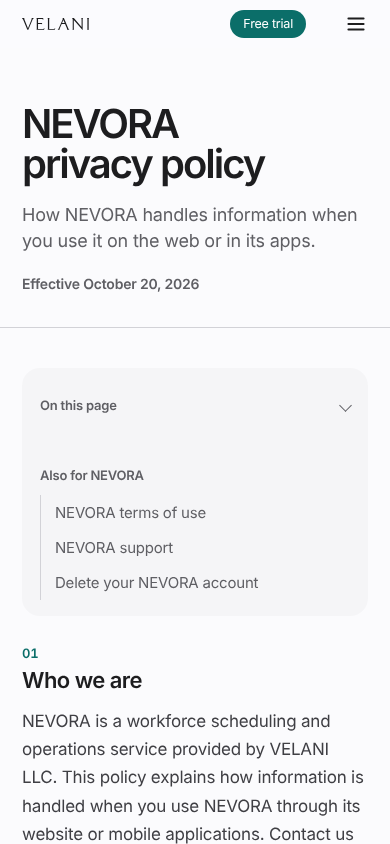 VELANI
Free trial
NEVORA
privacy policy
How NEVORA handles information when
you use it on the web or in its apps.
Effective October 20, 2026
On this page
Also for NEVORA
NEVORA terms of use
NEVORA support
Delete your NEVORA account
01
Who we are
NEVORA is a workforce scheduling and
operations service provided by VELANI
LLC. This policy explains how information is
handled when you use NEVORA through its
website or mobile applications. Contact us